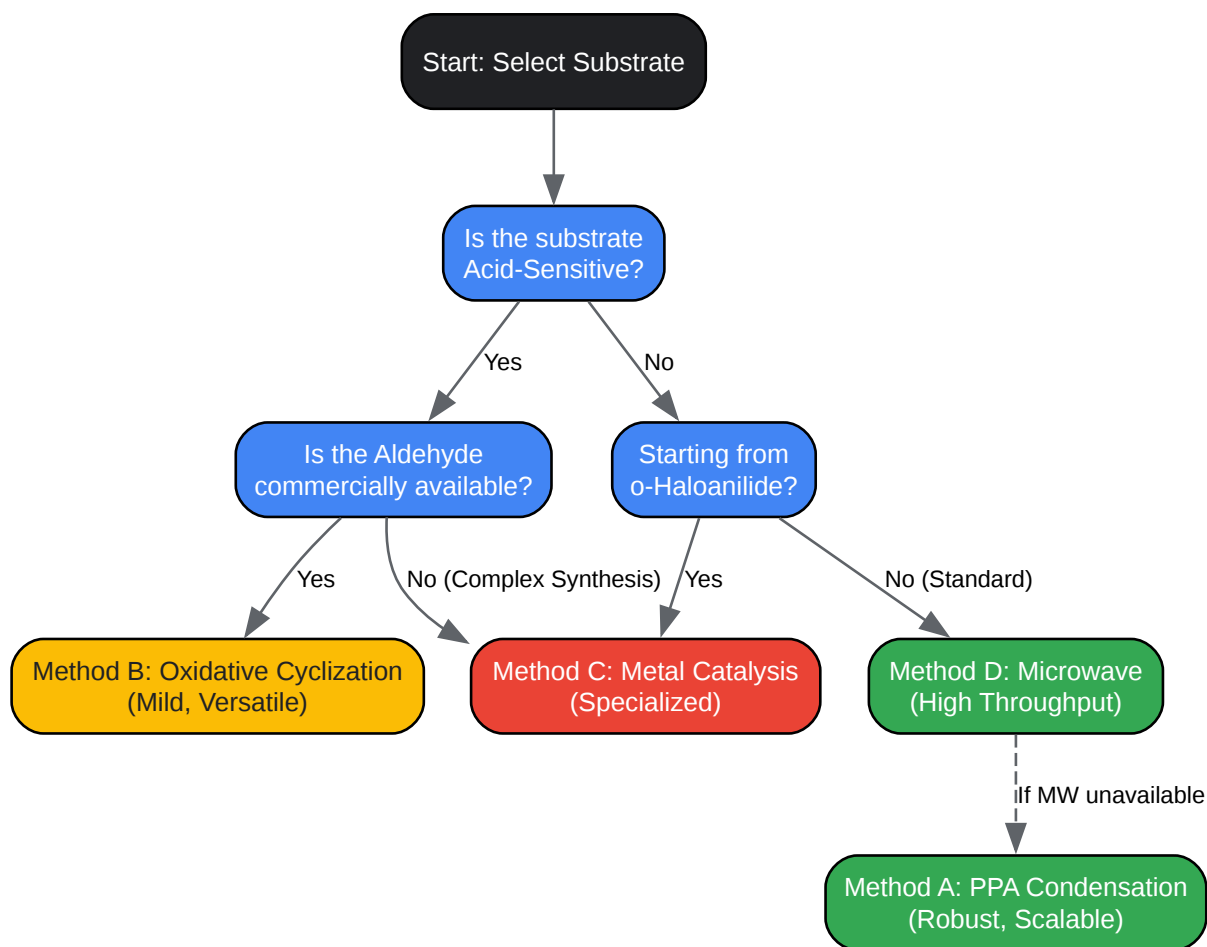 Start: Select Substrate
Is the substrate
Acid-Sensitive?
Yes
No
Is the Aldehyde
commercially available?
Starting from
o-Haloanilide?
Yes
No (Complex Synthesis)
Yes
No (Standard)
Method B: Oxidative Cyclization
(Mild, Versatile)
Method C: Metal Catalysis
(Specialized)
Method D: Microwave
(High Throughput)
If MW unavailable
Method A: PPA Condensation
(Robust, Scalable)